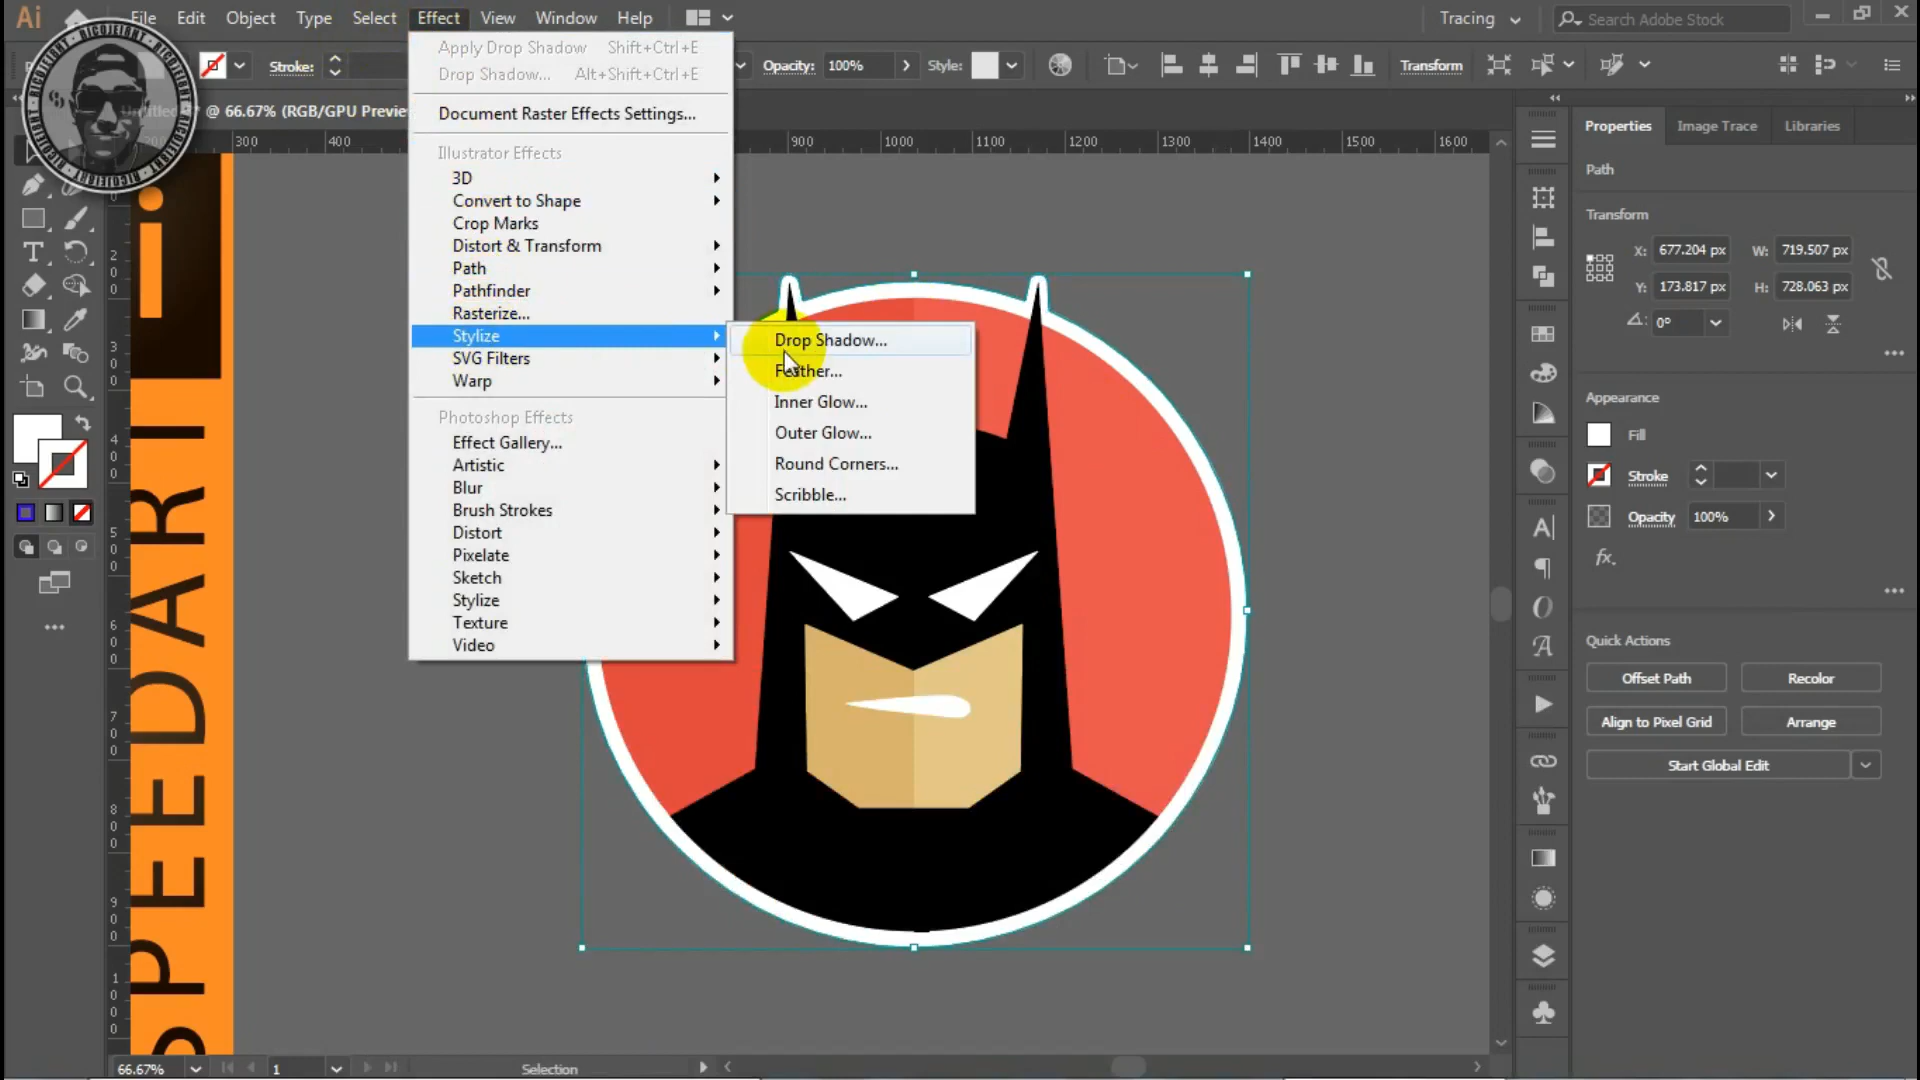 Ai File Edit Object Type Select Effect View Window Help Tracing Search Adobe Stock
Stroke: Opacity: 100% Style: Transform
@ 66.67% (RGB/GPU Preview
300 400 900 1000 1100 1200 1300 1400 1500 1600
Apply Drop Shadow Shift+Ctrl+E
Drop Shadow... Alt+Shift+Ctrl+E
Document Raster Effects Settings...
Illustrator Effects
3D
Convert to Shape
Crop Marks
Distort & Transform
Path
Pathfinder
Rasterize...
Stylize
SVG Filters
Warp
Photoshop Effects
Effect Gallery...
Artistic
Blur
Brush Strokes
Distort
Pixelate
Sketch
Stylize
Texture
Video
Drop Shadow...
Feather...
Inner Glow...
Outer Glow...
Round Corners...
Scribble...
SPEEDART
i
RICOJEIGHT
Properties Image Trace Libraries
Path
Transform
X: 677.204 px W: 719.507 px
Y: 173.817 px H: 728.063 px
0°
Appearance
Fill
Stroke
Opacity 100%
fx.
Quick Actions
Offset Path Recolor
Align to Pixel Grid Arrange
Start Global Edit
66.67% 1 Selection